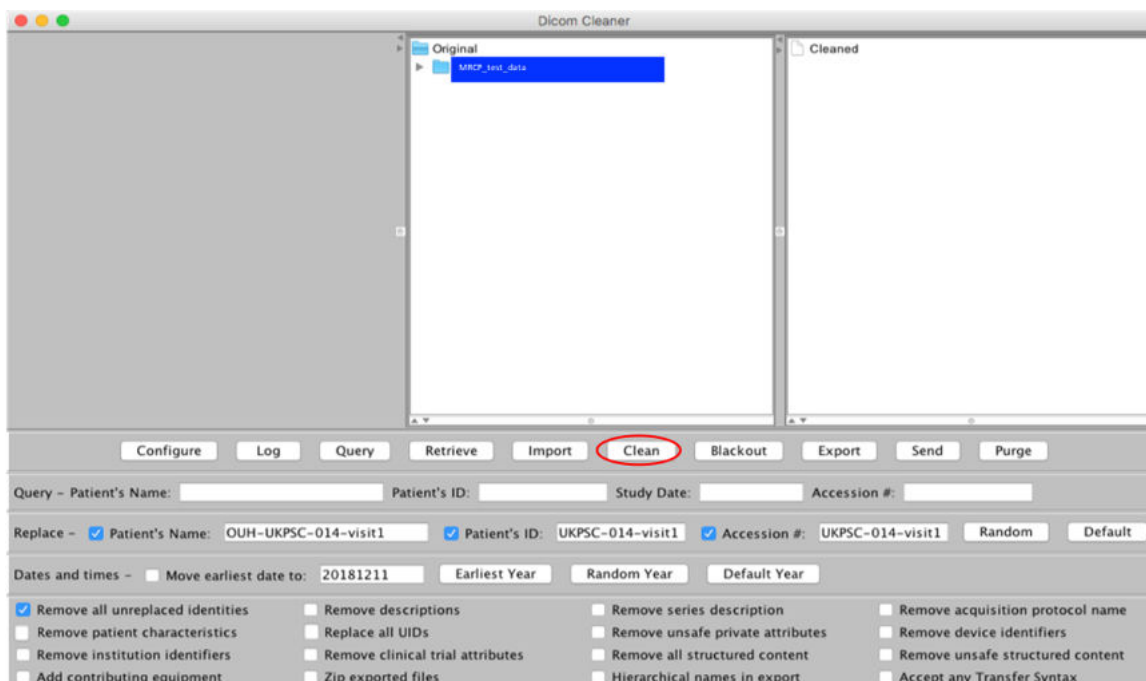 Dicom Cleaner
Original
MRCP_test_data
Cleaned
Configure Log Query Retrieve Import Clean Blackout Export Send Purge
Query - Patient's Name: Patient's ID: Study Date: Accession #:
Replace - Patient's Name: OUH-UKPSC-014-visit1 Patient's ID: UKPSC-014-visit1 Accession #: UKPSC-014-visit1 Random Default
Dates and times - Move earliest date to: 20181211 Earliest Year Random Year Default Year
Remove all unreplaced identities Remove descriptions Remove series description Remove acquisition protocol name
Remove patient characteristics Replace all UIDs Remove unsafe private attributes Remove device identifiers
Remove institution identifiers Remove clinical trial attributes Remove all structured content Remove unsafe structured content
Add contributing equipment Zip exported files Hierarchical names in export Accept any Transfer Syntax